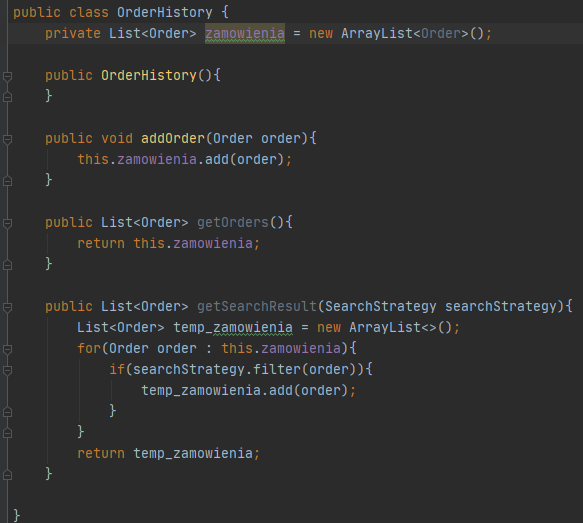 public class OrderHistory {
    private List<Order> zamowienia = new ArrayList<Order>();
    public OrderHistory(){
    }
    public void addOrder(Order order){
        this.zamowienia.add(order);
    }
    public List<Order> getOrders(){
        return this.zamowienia;
    }
    public List<Order> getSearchResult(SearchStrategy searchStrategy){
        List<Order> temp_zamowienia = new ArrayList<>();
        for(Order order : this.zamowienia){
            if(searchStrategy.filter(order)){
                temp_zamowienia.add(order);
            }
        }
        return temp_zamowienia;
    }
}